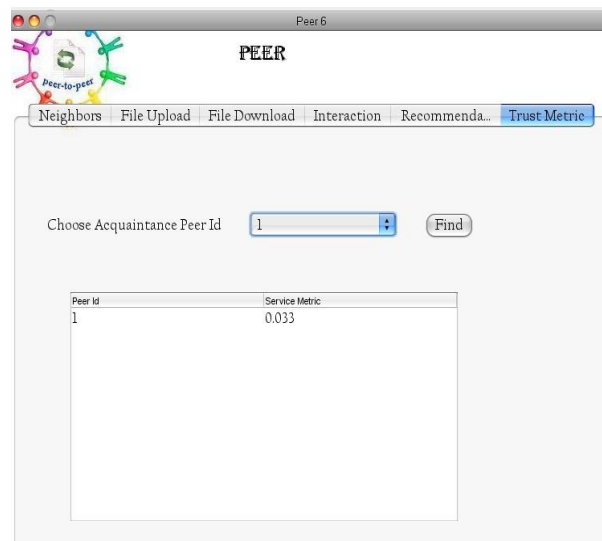 Peer 6
PEER
peer-to-peer
Neighbors File Upload File Download Interaction Recommenda... Trust Metric
Choose Acquaintance Peer Id 1 Find
Peer Id Service Metric
1 0.033